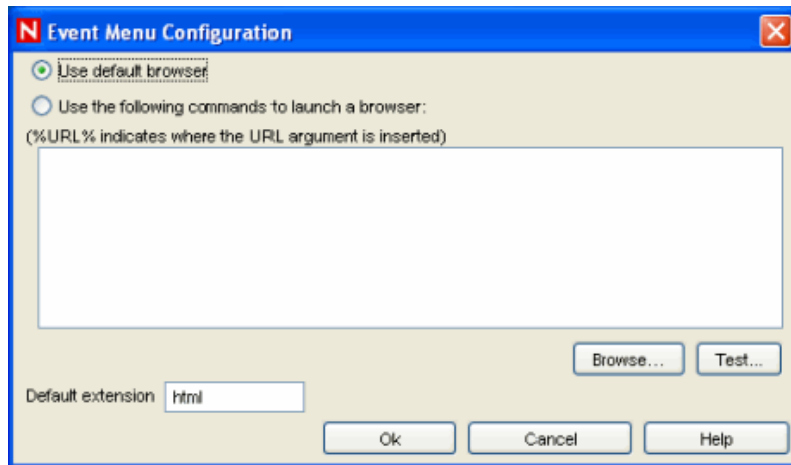 N Event Menu Configuration
Use default browser
Use the following commands to launch a browser:
(%URL% indicates where the URL argument is inserted)
Browse... Test...
Default extension html
Ok Cancel Help